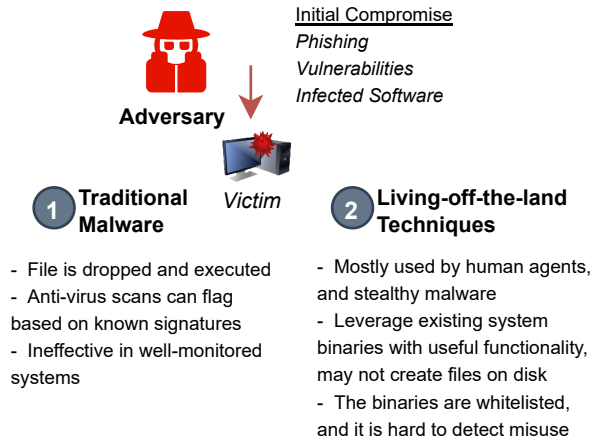 Initial Compromise
Phishing
Vulnerabilities
Infected Software
Adversary
Victim
1
Traditional
Malware
- File is dropped and executed
- Anti-virus scans can flag
based on known signatures
- Ineffective in well-monitored
systems
2
Living-off-the-land
Techniques
- Mostly used by human agents,
and stealthy malware
- Leverage existing system
binaries with useful functionality,
may not create files on disk
- The binaries are whitelisted,
and it is hard to detect misuse